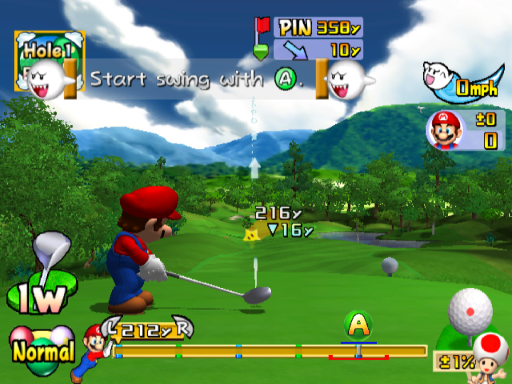 Hole 1
PIN 358y
10y
Start swing with A.
0mph
±0
0
216y
▼16y
1W
L 212y R
A
Normal
±1%